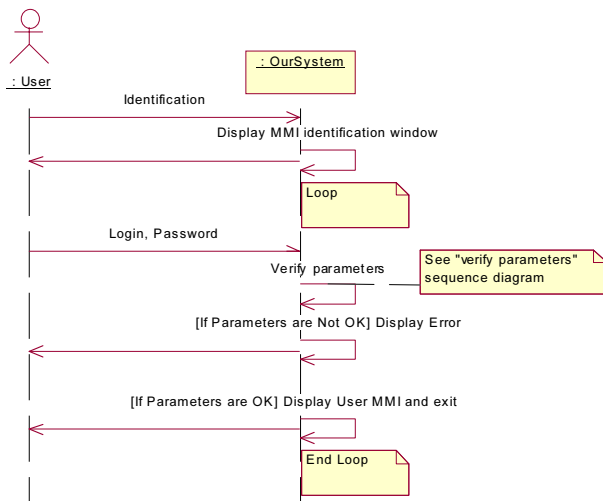 : User
: OurSystem
Identification
Display MMI identification window
Loop
Login, Password
Verify parameters
See "verify parameters"
sequence diagram
[If Parameters are Not OK] Display Error
[If Parameters are OK] Display User MMI and exit
End Loop